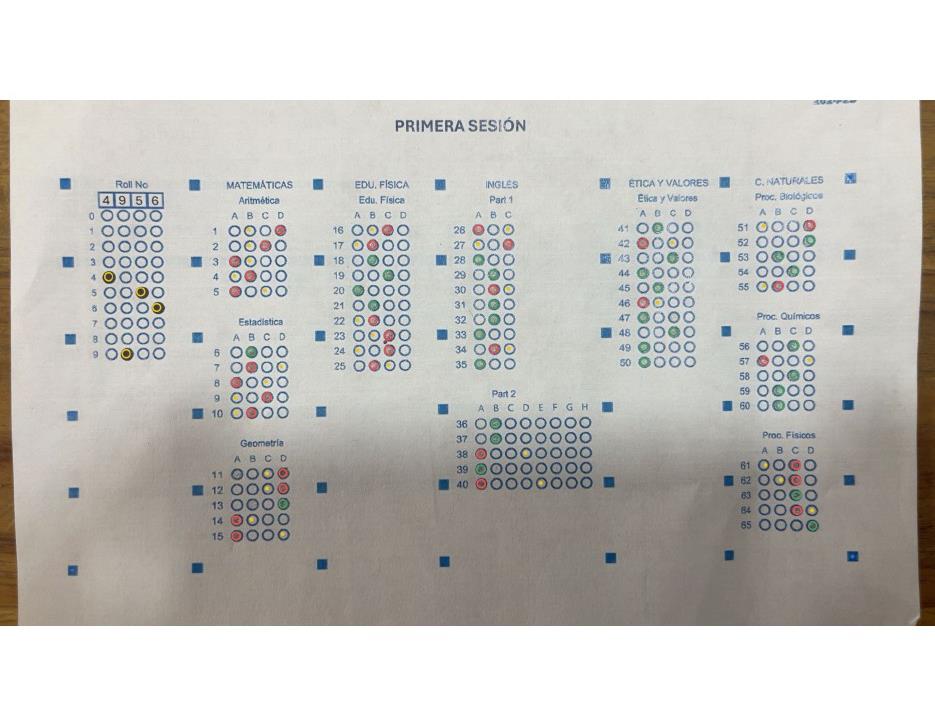 PRIMERA SESIÓN
Roll No
4 9 5 6
0
1
2
3
4
5
6
7
8
9
MATEMÁTICAS
Aritmética
A B C D
1
2
3
4
5
Estadística
A B C D
6
7
8
9
10
Geometría
A B C D
11
12
13
14
15
EDU. FÍSICA
Edu. Física
A B C D
16
17
18
19
20
21
22
23
24
25
INGLÉS
Part 1
A B C
26
27
28
29
30
31
32
33
34
35
Part 2
A B C D E F G H
36
37
38
39
40
ÉTICA Y VALORES
Ética y Valores
A B C D
41
42
43
44
45
46
47
48
49
50
C. NATURALES
Proc. Biológicos
A B C D
51
52
53
54
55
Proc. Químicos
A B C D
56
57
58
59
60
Proc. Físicos
A B C D
61
62
63
64
65